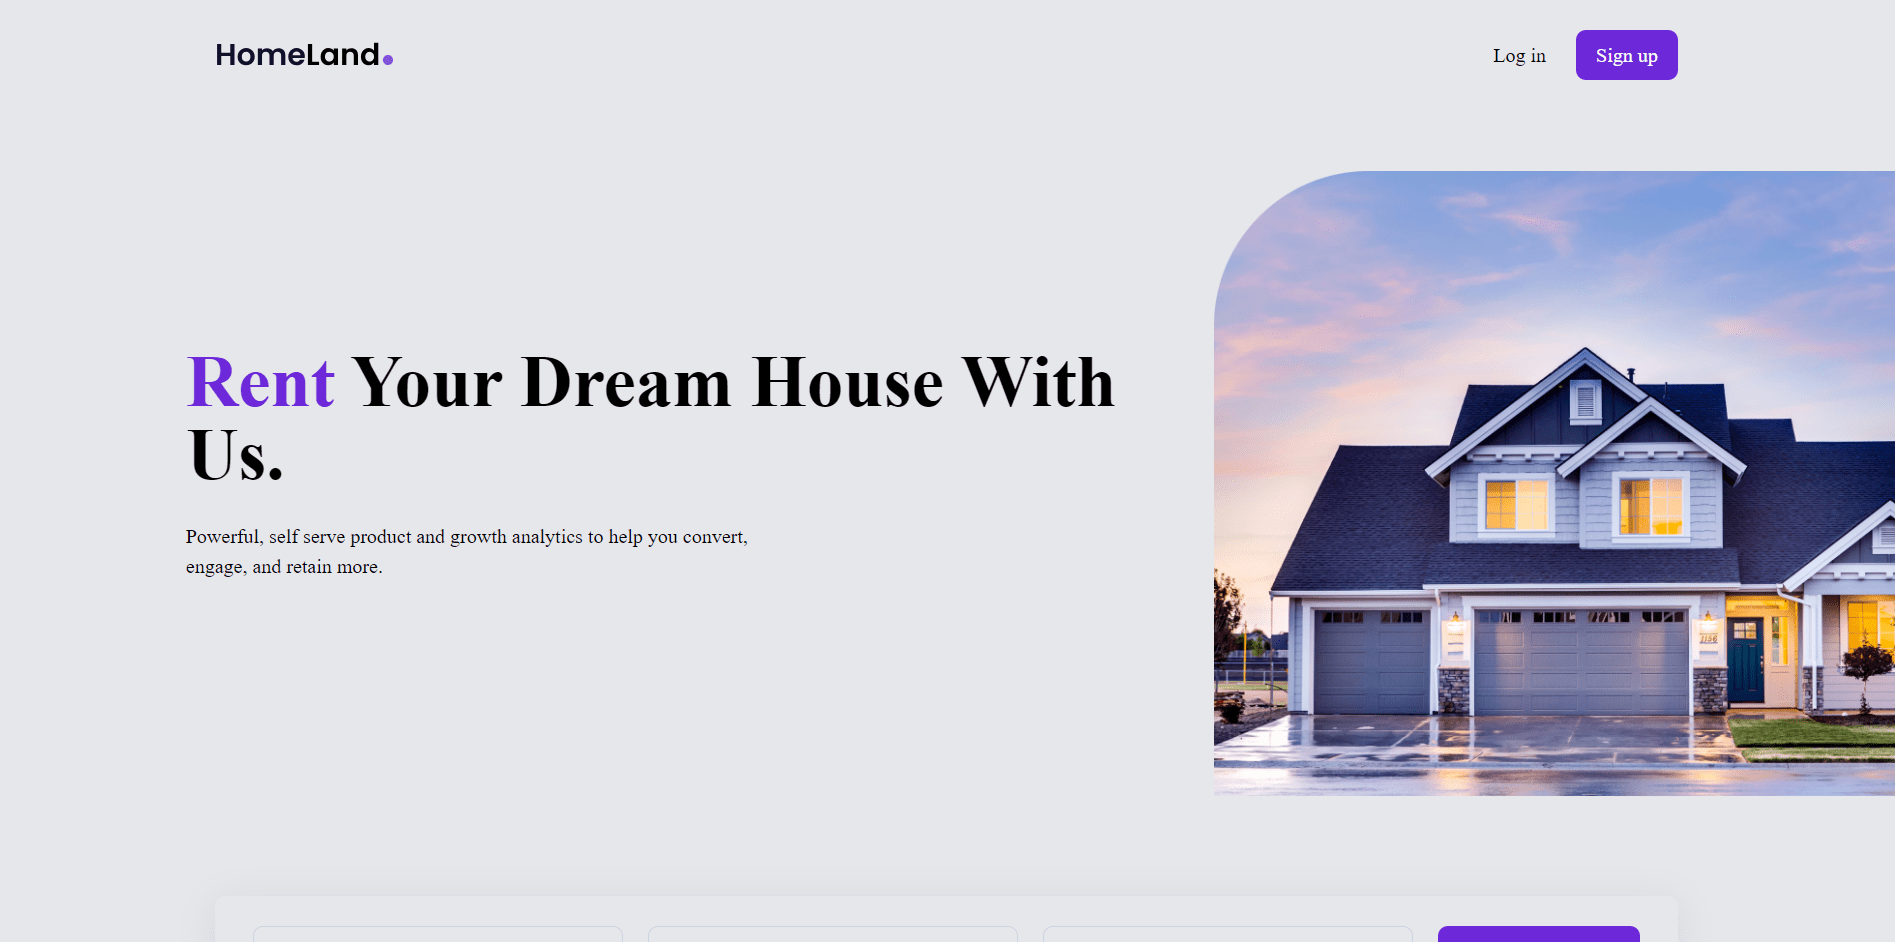 HomeLand.
Log in
Sign up
Rent Your Dream House With
Us.
Powerful, self serve product and growth analytics to help you convert,
engage, and retain more.
1156